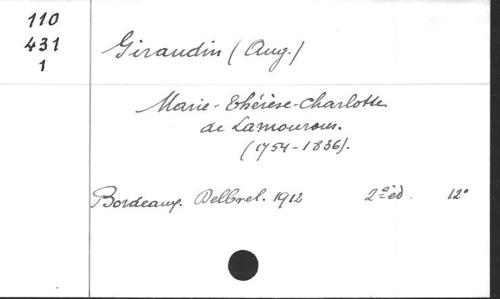 110
431
1
Giraudin (Aug.)
Marie-Thérèse-Charlotte
de Lamourous.
(1754-1836).
Bordeaux. Delbrel. 1912 2e éd. 12°